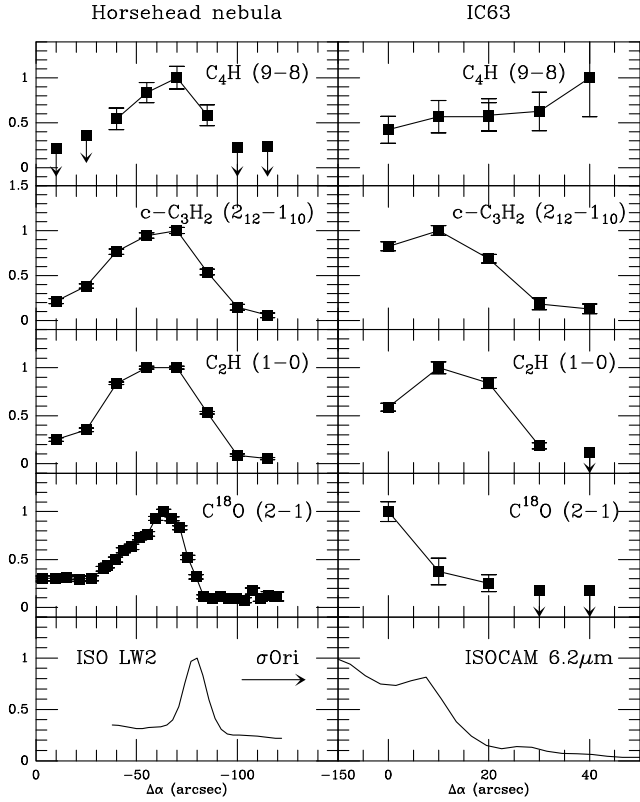 Horsehead nebula IC63
C₄H (9−8) C₄H (9−8)
1
0.5
0
1.5
c−C₃H₂ (2₁₂−1₁₀) c−C₃H₂ (2₁₂−1₁₀)
1
0.5
0
C₂H (1−0) C₂H (1−0)
1
0.5
0
C¹⁸O (2−1) C¹⁸O (2−1)
1
0.5
0
ISO LW2 σOri ISOCAM 6.2μm
1
0.5
0
0 −50 −100 −150 0 20 40
Δα (arcsec) Δα (arcsec)